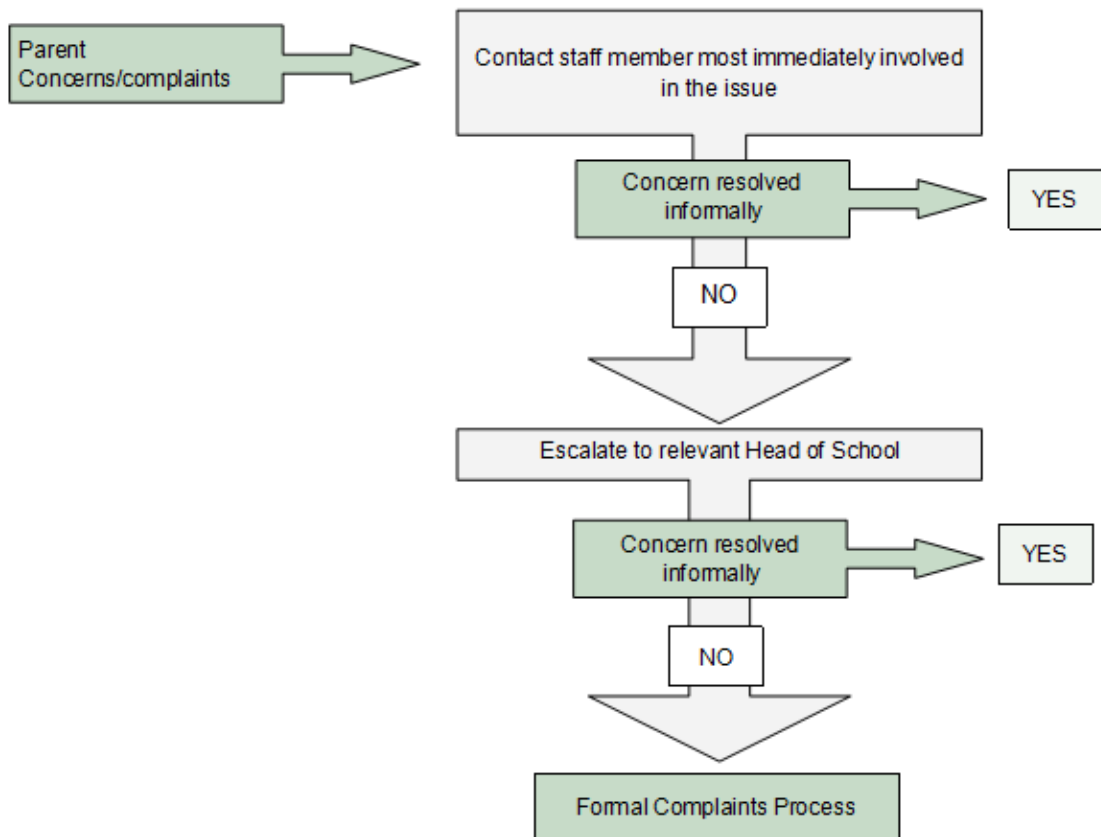 Parent
Concerns/complaints
Contact staff member most immediately involved
in the issue
Concern resolved
informally
YES
NO
Escalate to relevant Head of School
Concern resolved
informally
YES
NO
Formal Complaints Process